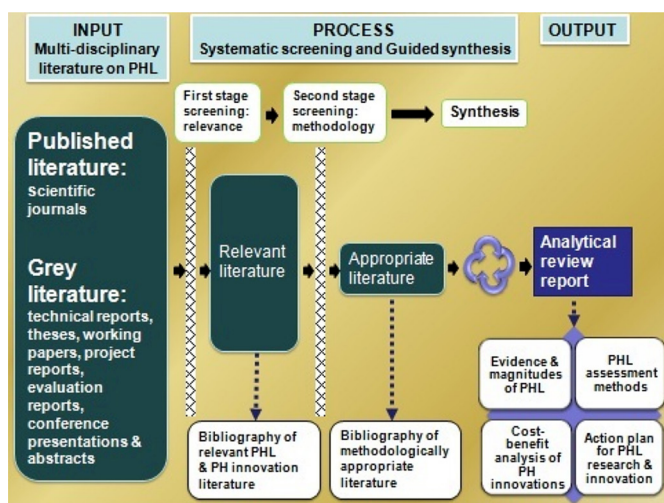 INPUT
Multi-disciplinary
literature on PHL
PROCESS
Systematic screening and Guided synthesis
OUTPUT
First stage
screening:
relevance
Second stage
screening:
methodology
Synthesis
Published
literature:
scientific
journals
Grey
literature:
technical reports,
theses, working
papers, project
reports,
evaluation
reports,
conference
presentations &
abstracts
Relevant
literature
Appropriate
literature
Analytical
review
report
Bibliography of
relevant PHL
& PH innovation
literature
Bibliography of
methodologically
appropriate
literature
Evidence &
magnitudes
of PHL
PHL
assessment
methods
Cost-
benefit
analysis of
PH
innovations
Action plan
for PHL
research &
innovation